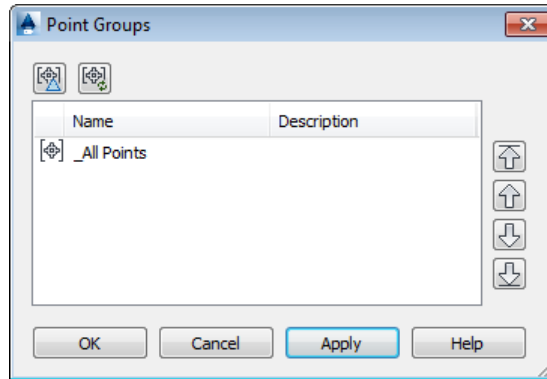 Point Groups
Name Description
_All Points
OK Cancel Apply Help